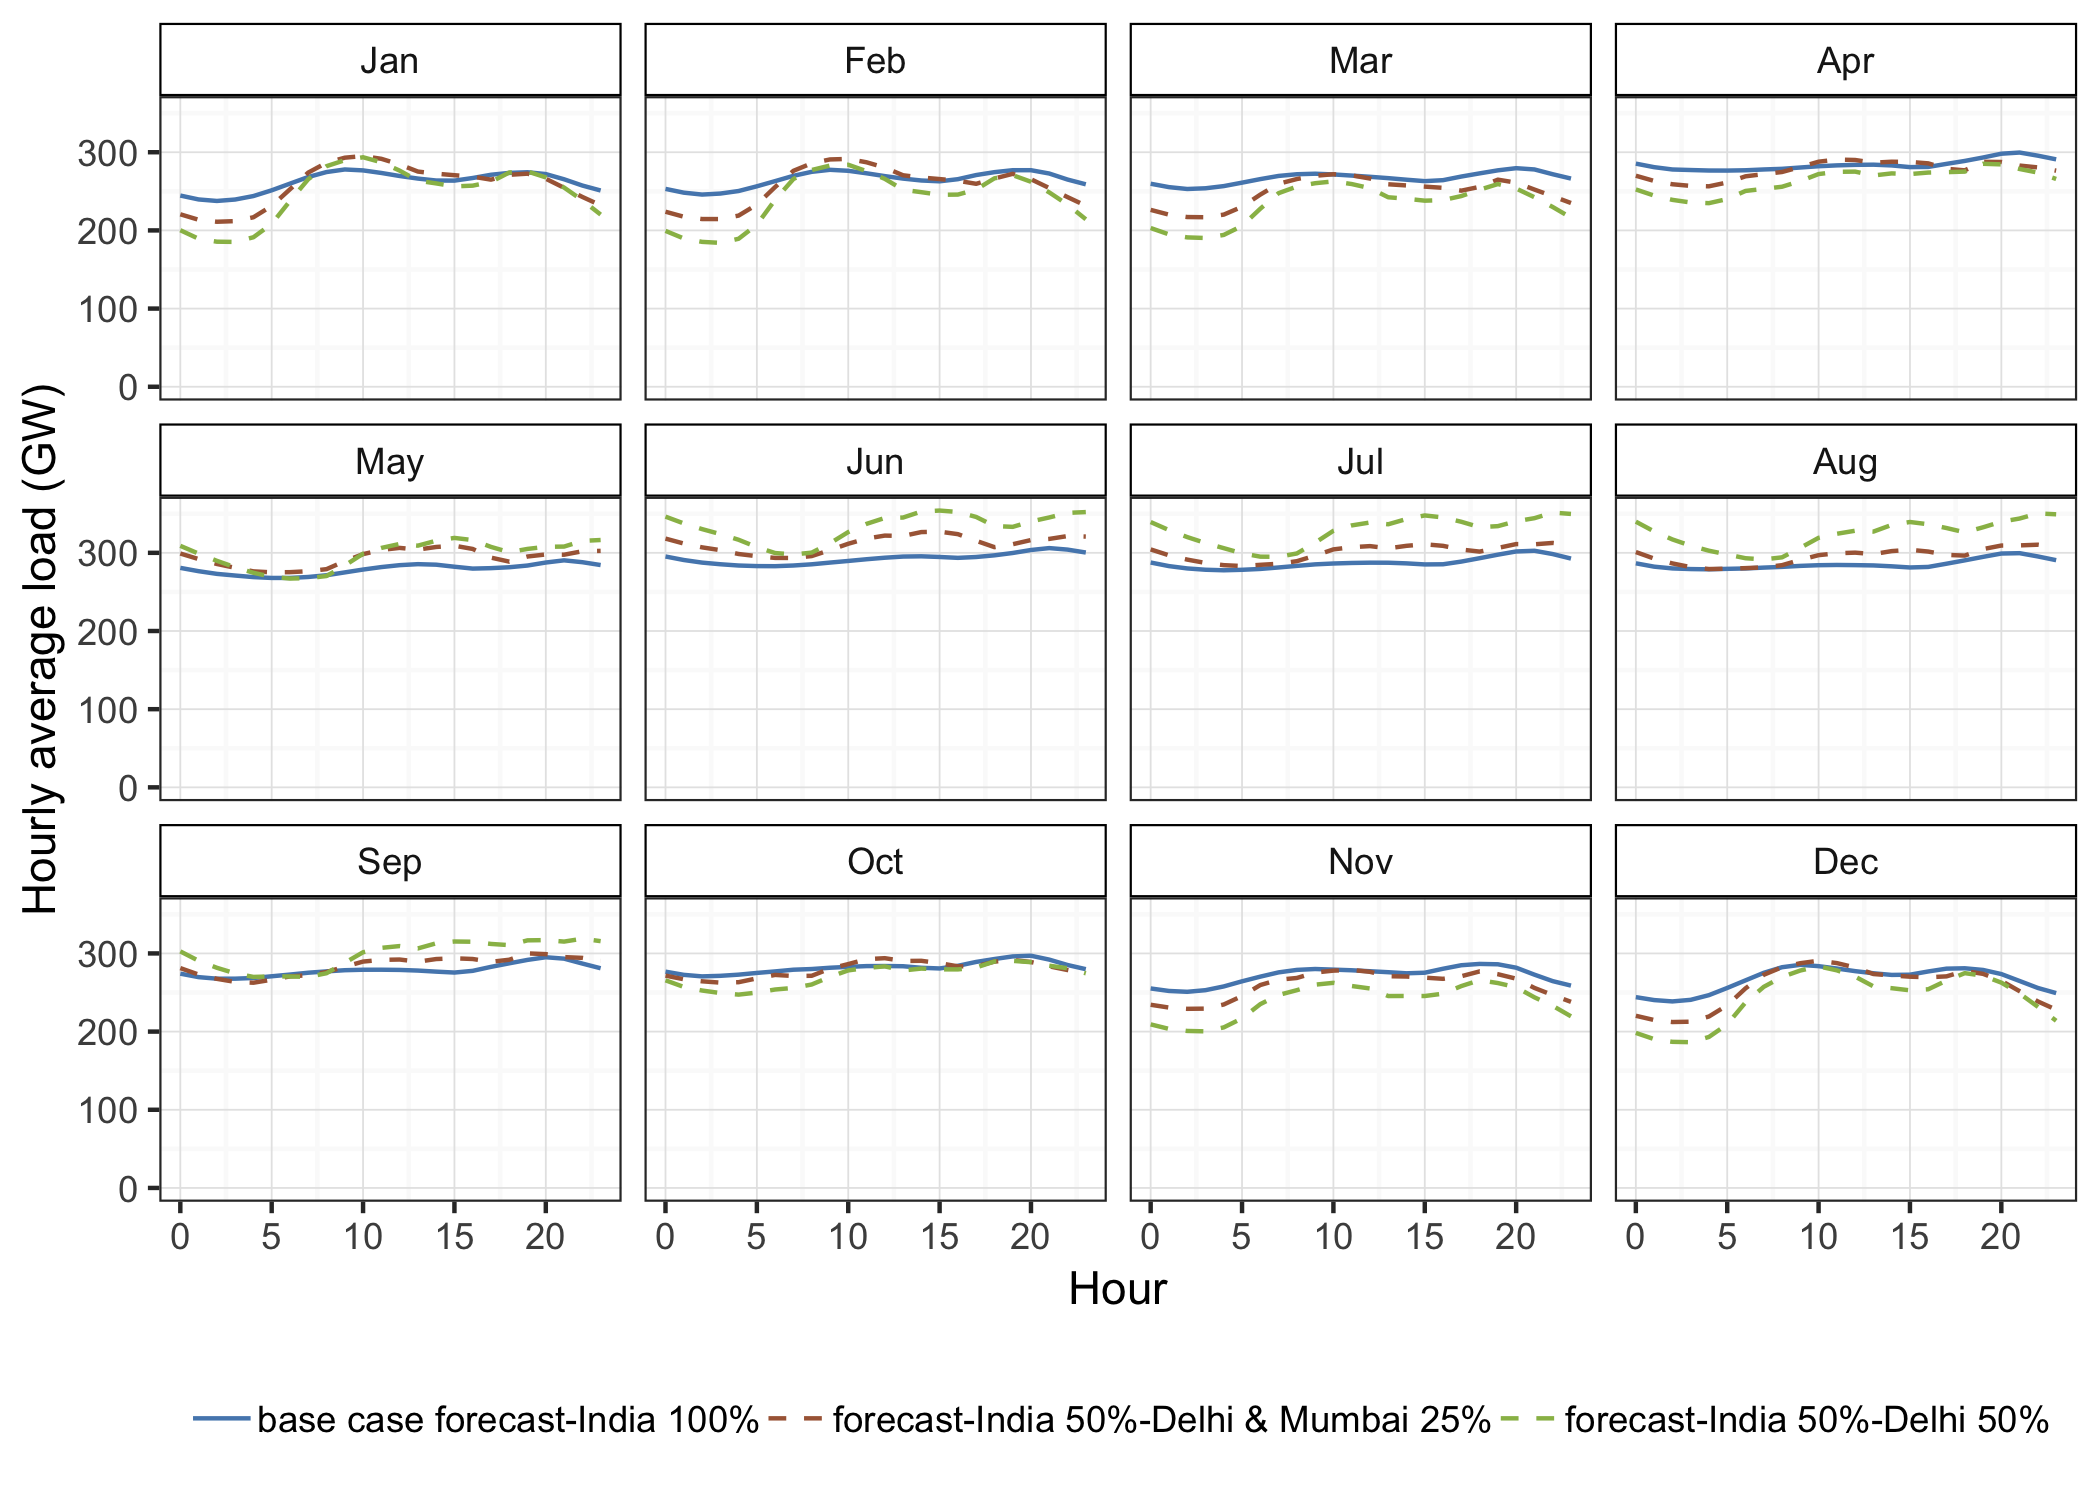 Jan Feb Mar Apr
300
200
100
0
May Jun Jul Aug
300
200
100
0
Sep Oct Nov Dec
300
200
100
0
0 5 10 15 20 0 5 10 15 20 0 5 10 15 20 0 5 10 15 20
Hour
Hourly average load (GW)
base case forecast-India 100% forecast-India 50%-Delhi & Mumbai 25% forecast-India 50%-Delhi 50%